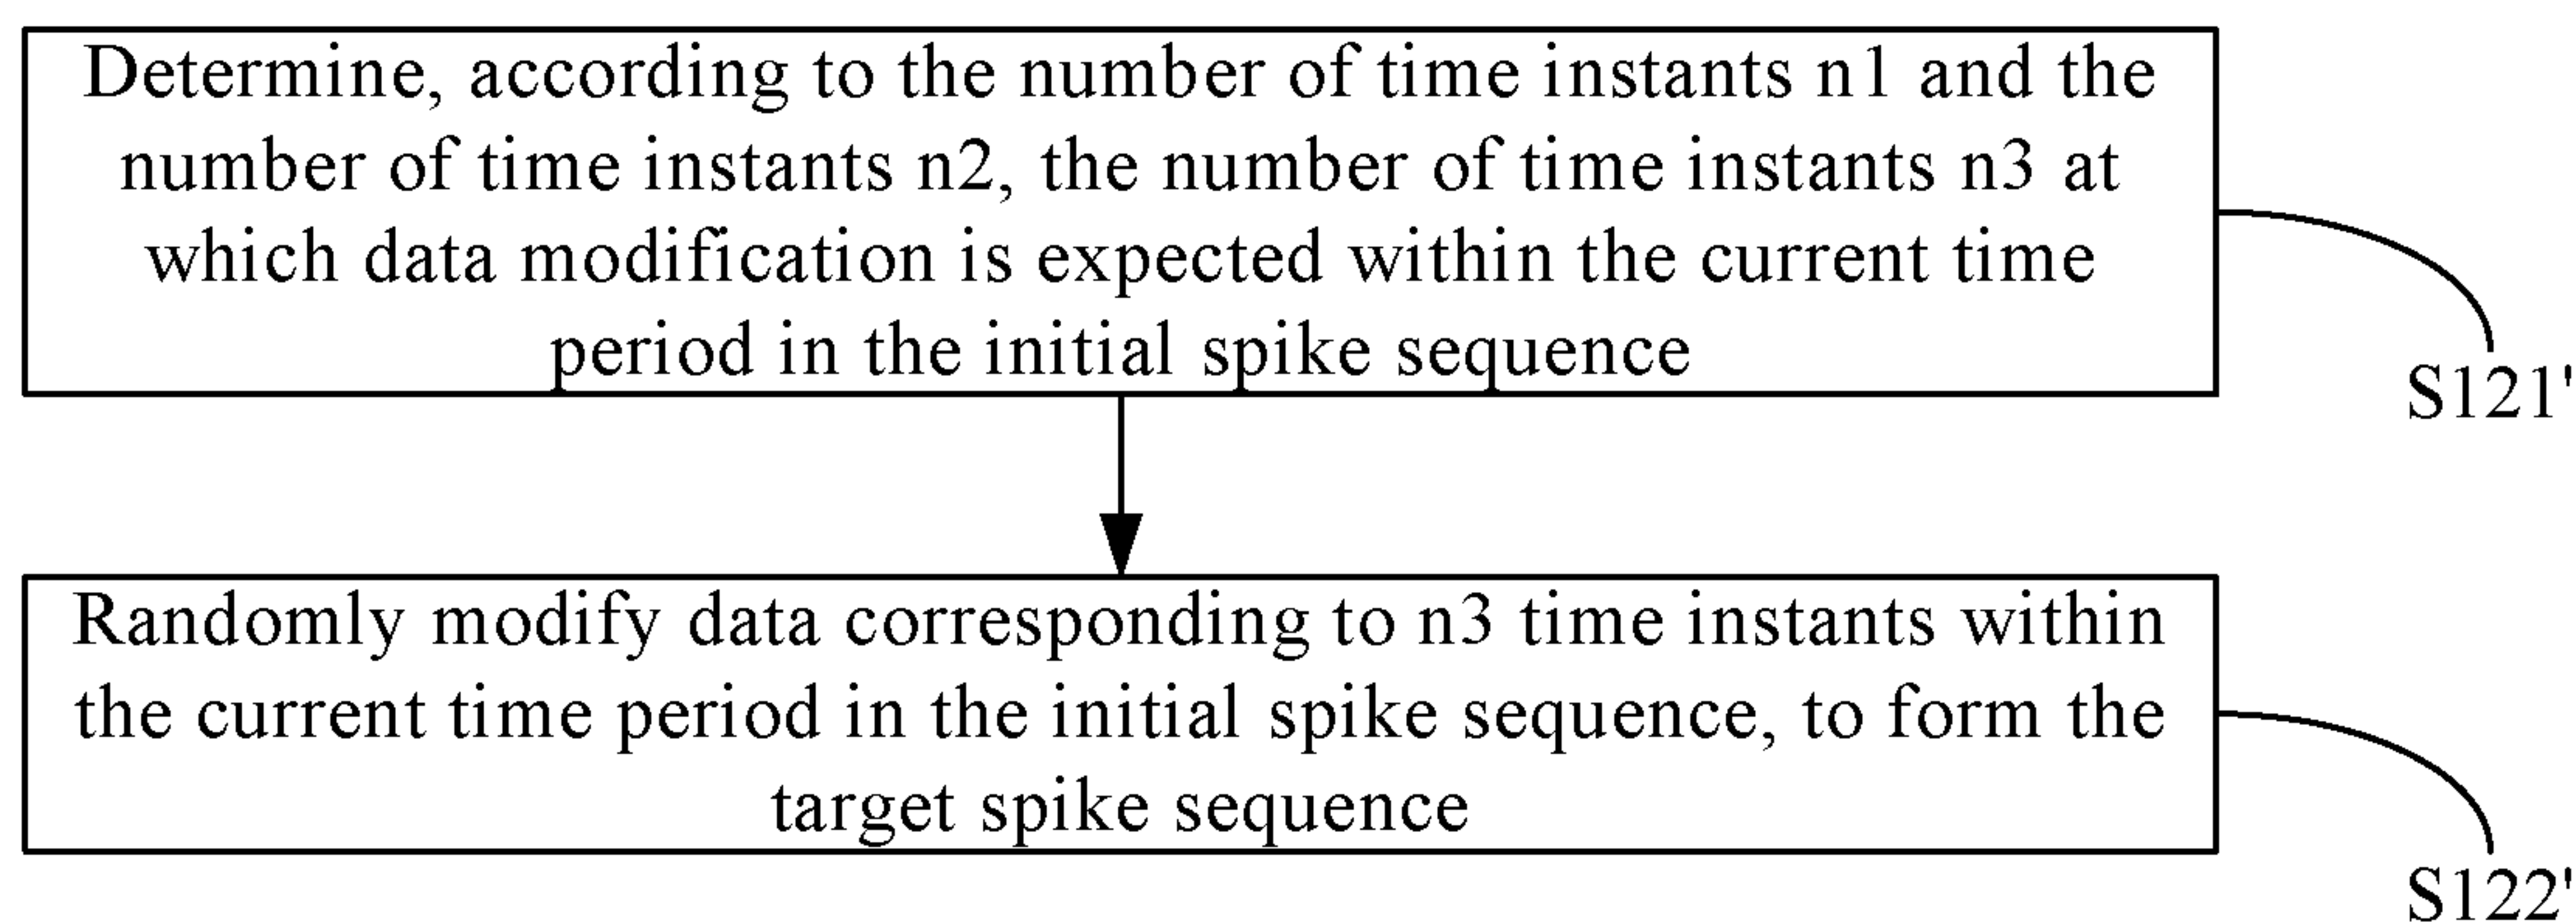 Determine, according to the number of time instants n1 and the
number of time instants n2, the number of time instants n3 at
which data modification is expected within the current time
period in the initial spike sequence
S121'
Randomly modify data corresponding to n3 time instants within
the current time period in the initial spike sequence, to form the
target spike sequence
S122'